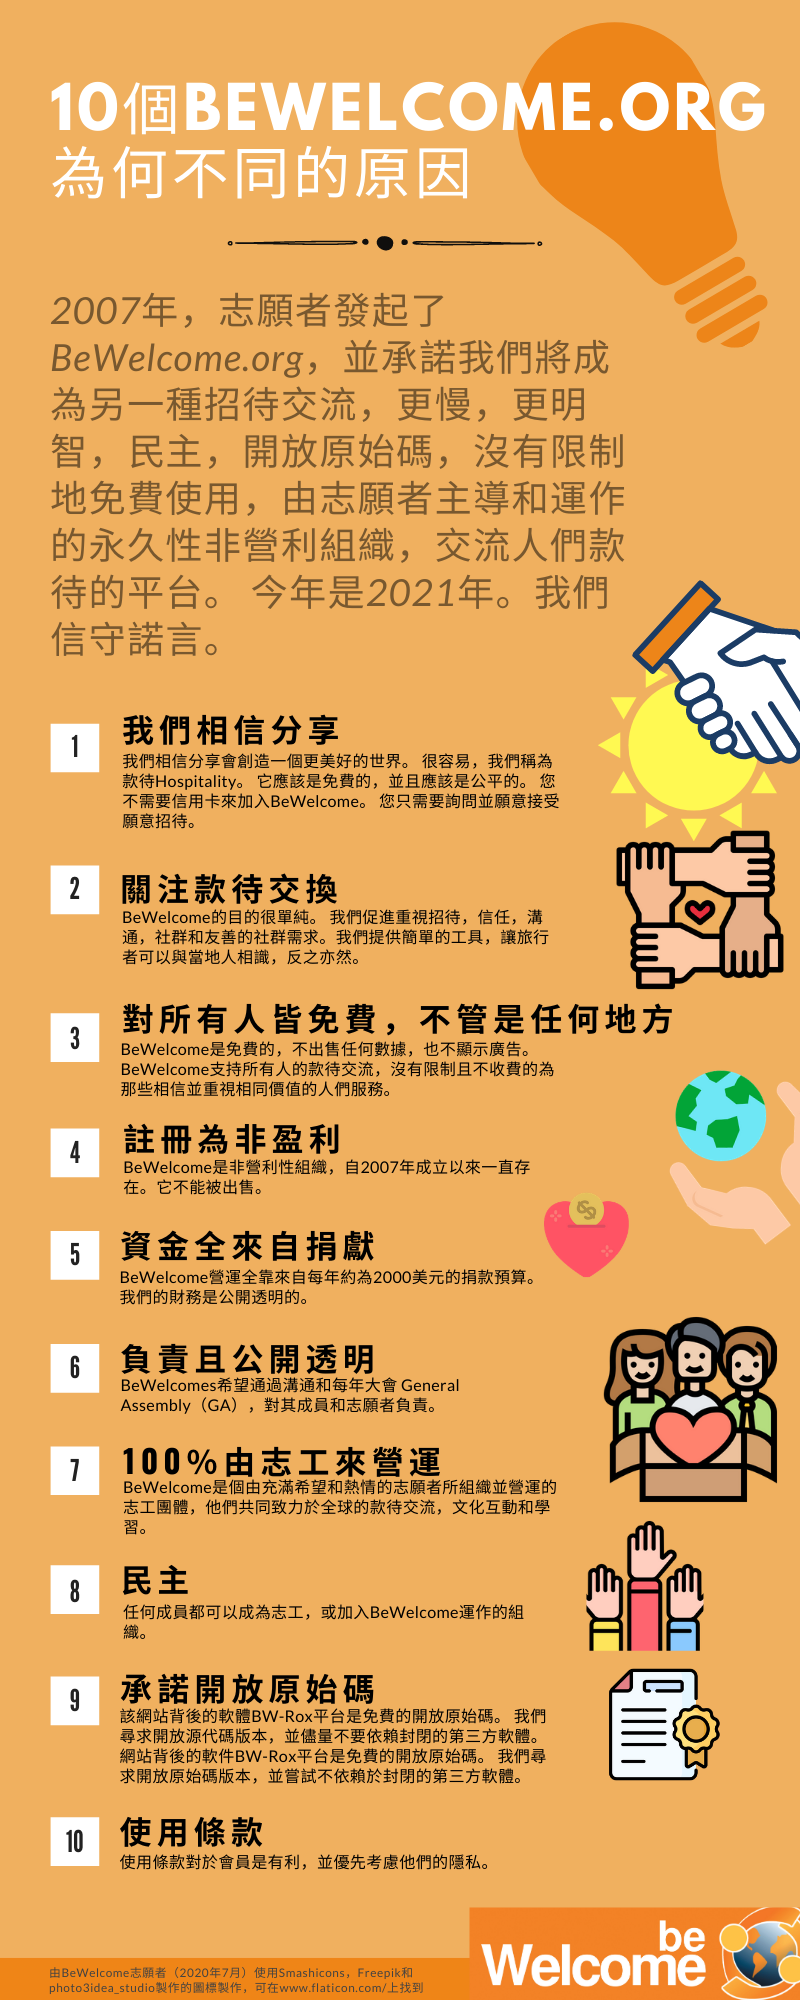 10個BEWELCOME.ORG
為何不同的原因
2007年，志願者發起了
BeWelcome.org，並承諾我們將成
為另一種招待交流，更慢，更明
智，民主，開放原始碼，沒有限制
地免費使用，由志願者主導和運作
的永久性非營利組織，交流人們款
待的平台。 今年是2021年。我們
信守諾言。
1
我們相信分享
我們相信分享會創造一個更美好的世界。 很容易，我們稱為
款待Hospitality。 它應該是免費的，並且應該是公平的。 您
不需要信用卡來加入BeWelcome。 您只需要詢問並願意接受
願意招待。
2
關注款待交換
BeWelcome的目的很單純。 我們促進重視招待，信任，溝
通，社群和友善的社群需求。我們提供簡單的工具，讓旅行
者可以與當地人相識，反之亦然。
3
對所有人皆免費，不管是任何地方
BeWelcome是免費的，不出售任何數據，也不顯示廣告。
BeWelcome支持所有人的款待交流，沒有限制且不收費的為
那些相信並重視相同價值的人們服務。
4
註冊為非盈利
BeWelcome是非營利性組織，自2007年成立以來一直存
在。它不能被出售。
5
資金全來自捐獻
BeWelcome營運全靠來自每年約為2000美元的捐款預算。
我們的財務是公開透明的。
6
負責且公開透明
BeWelcomes希望通過溝通和每年大會 General
Assembly（GA），對其成員和志願者負責。
7
100%由志工來營運
BeWelcome是個由充滿希望和熱情的志願者所組織並營運的
志工團體，他們共同致力於全球的款待交流，文化互動和學
習。
8
民主
任何成員都可以成為志工，或加入BeWelcome運作的組
織。
9
承諾開放原始碼
該網站背後的軟體BW-Rox平台是免費的開放原始碼。 我們
尋求開放源代碼版本，並儘量不要依賴封閉的第三方軟體。
網站背後的軟件BW-Rox平台是免費的開放原始碼。 我們尋
求開放原始碼版本，並嘗試不依賴於封閉的第三方軟體。
10
使用條款
使用條款對於會員是有利，並優先考慮他們的隱私。
be
Welcome
由BeWelcome志願者（2020年7月）使用Smashicons，Freepik和
photo3idea_studio製作的圖標製作，可在www.flaticon.com/上找到